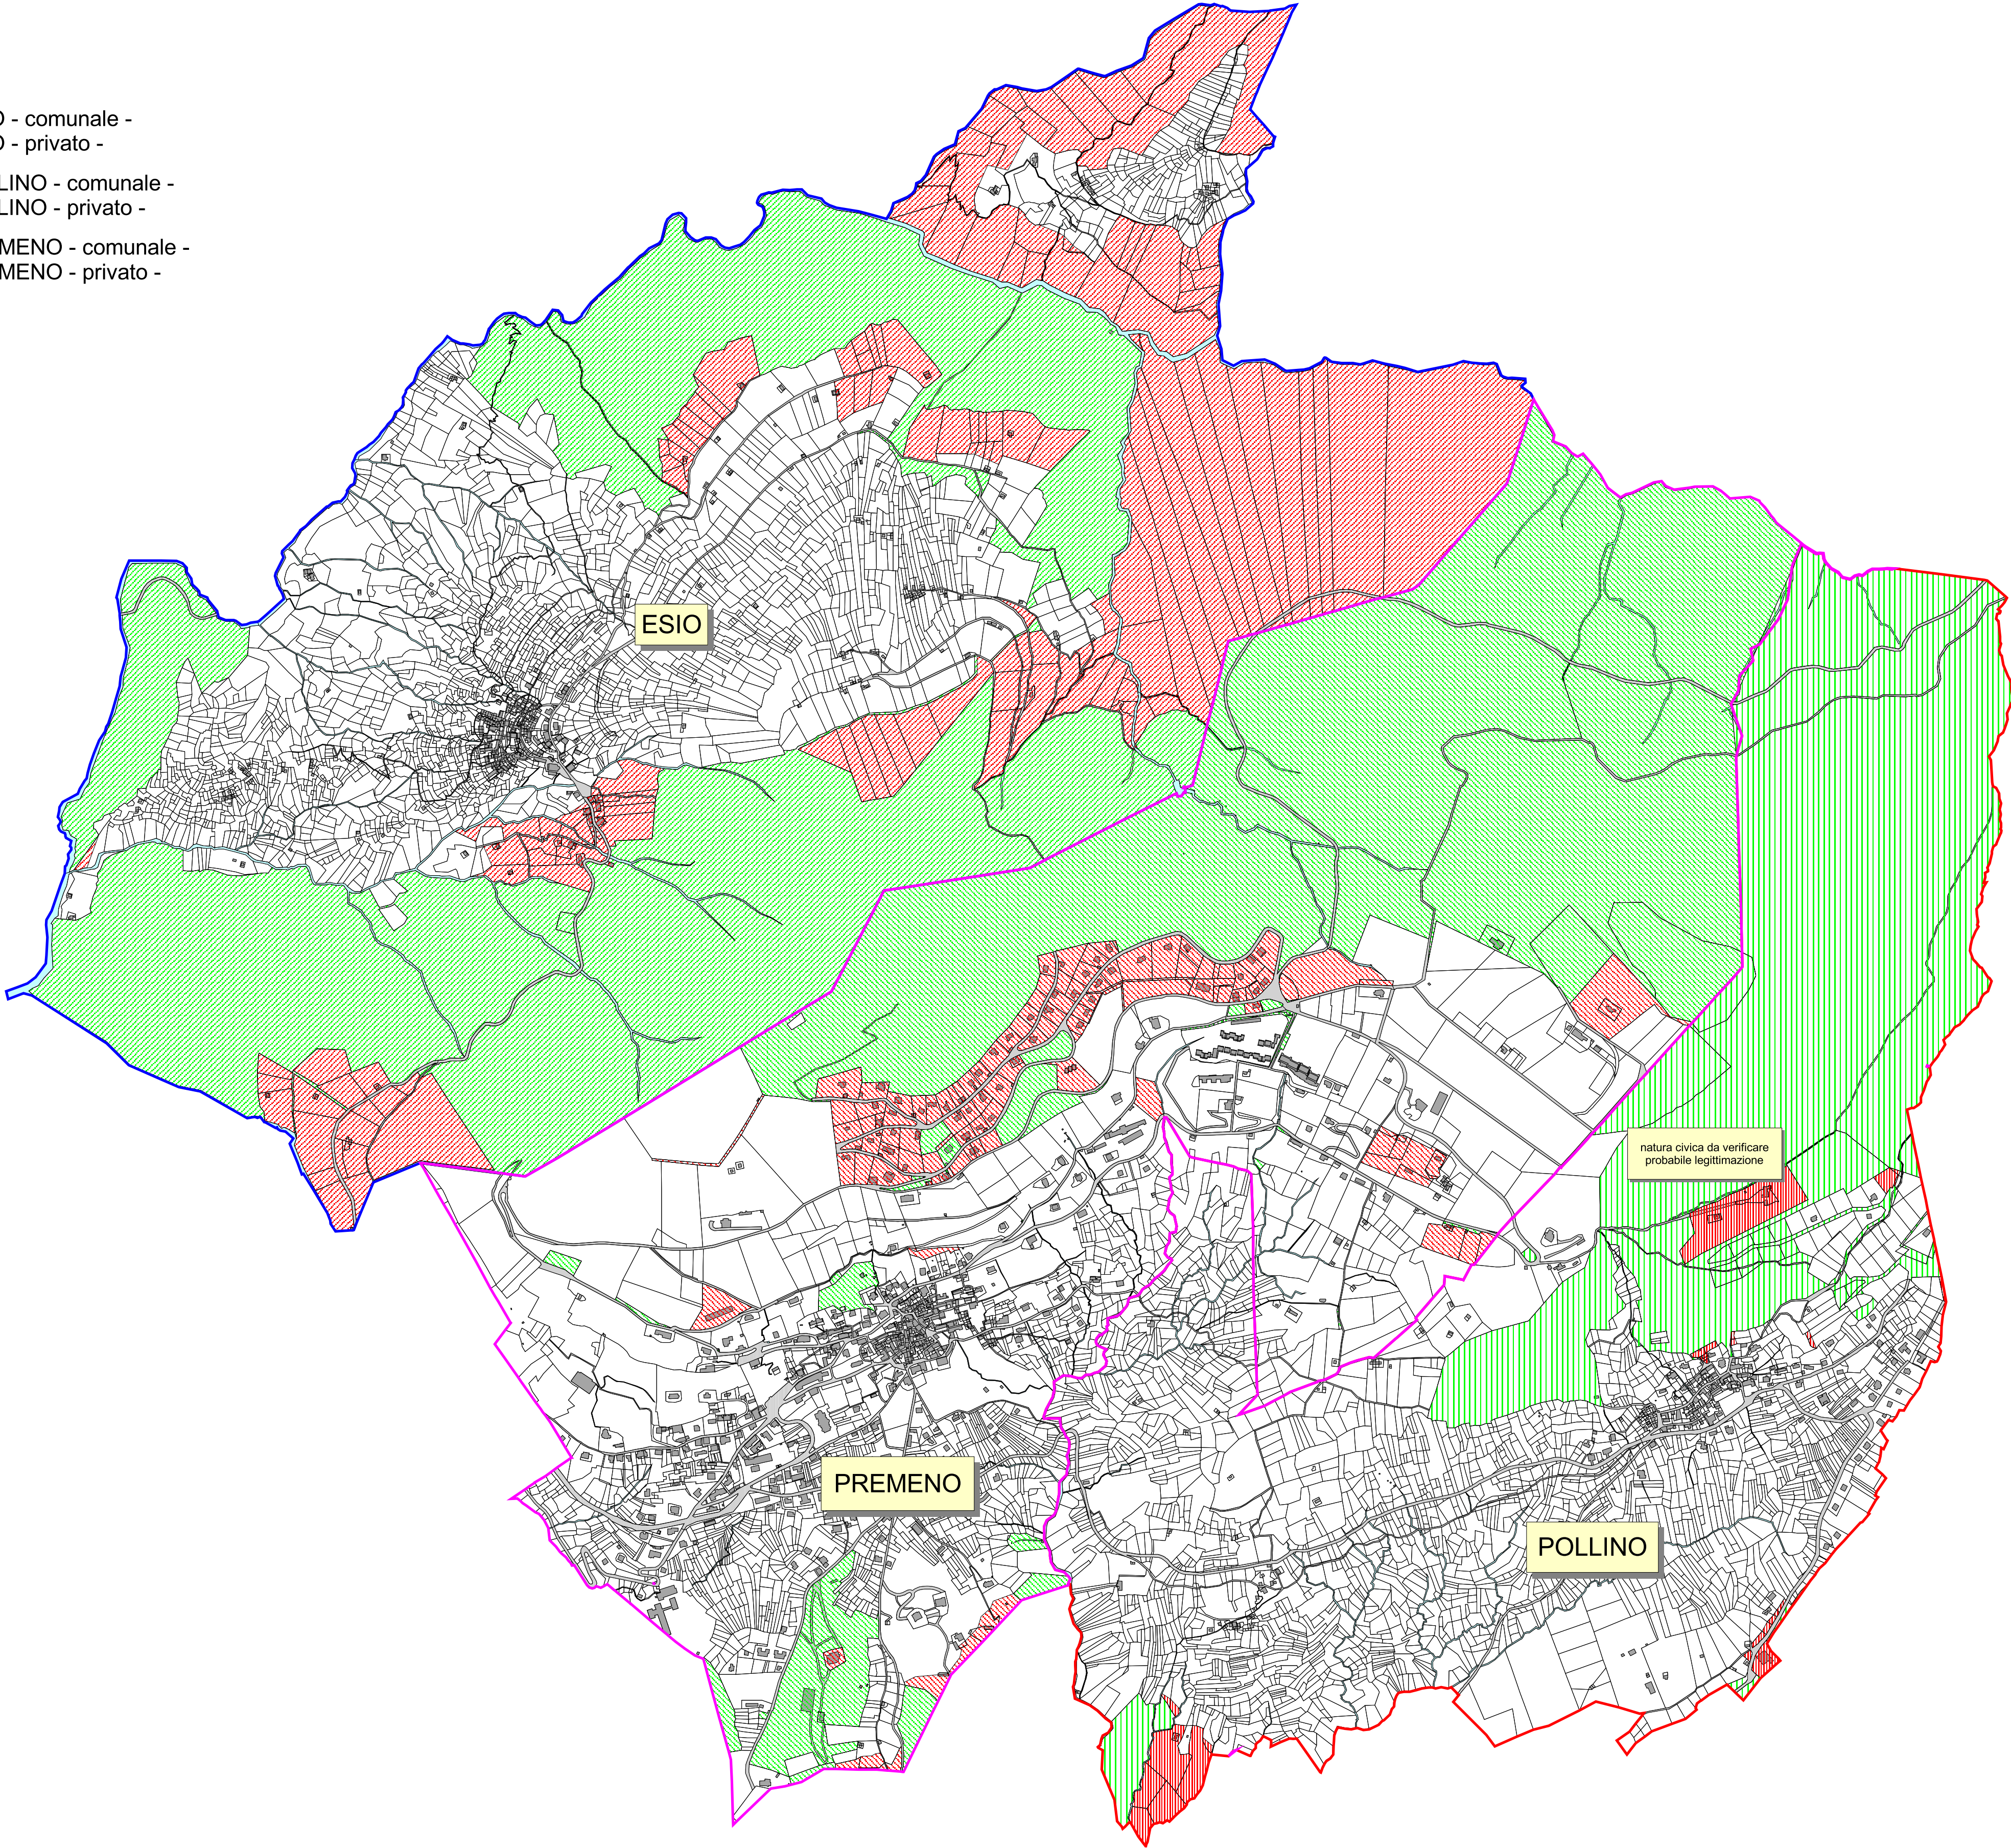 - comunale -
- privato -
LINO - comunale -
LINO - privato -
MENO - comunale -
MENO - privato -
ESIO
natura civica da verificare
probabile legittimazione
PREMENO
POLLINO